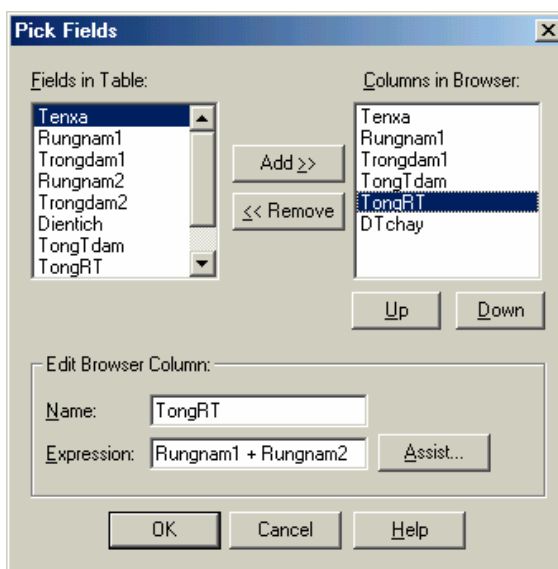 Pick Fields
Fields in Table:
Tenxa
Rungnam1
Trongdam1
Rungnam2
Trongdam2
Dientich
TongTdam
TongRT
Add >>
<< Remove
Columns in Browser:
Tenxa
Rungnam1
Trongdam1
TongTdam
TongRT
DTchay
Up
Down
Edit Browser Column:
Name:
TongRT
Expression:
Rungnam1 + Rungnam2
Assist...
OK
Cancel
Help